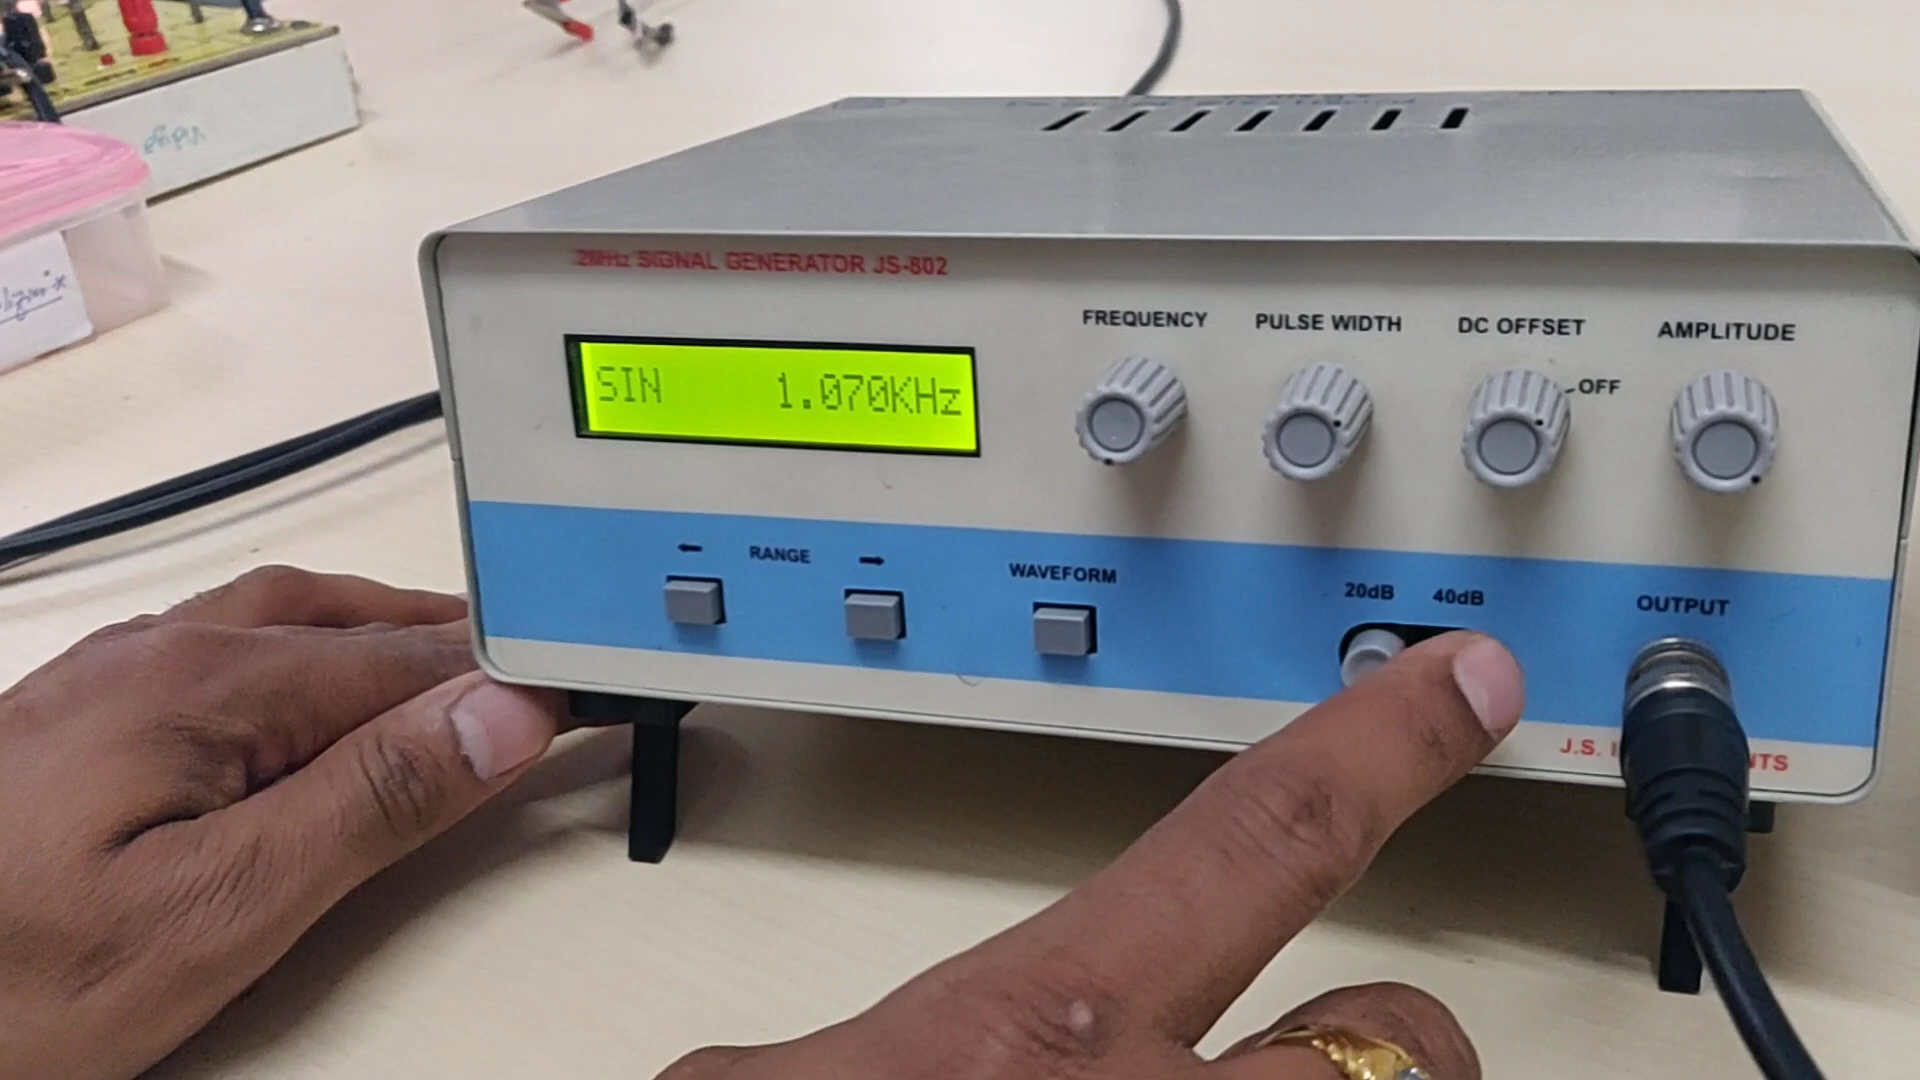 2MHz SIGNAL GENERATOR JS-802
FREQUENCY
PULSE WIDTH
DC OFFSET
AMPLITUDE
OFF
SIN 1.070KHz
RANGE
WAVEFORM
20dB
40dB
OUTPUT
J.S.